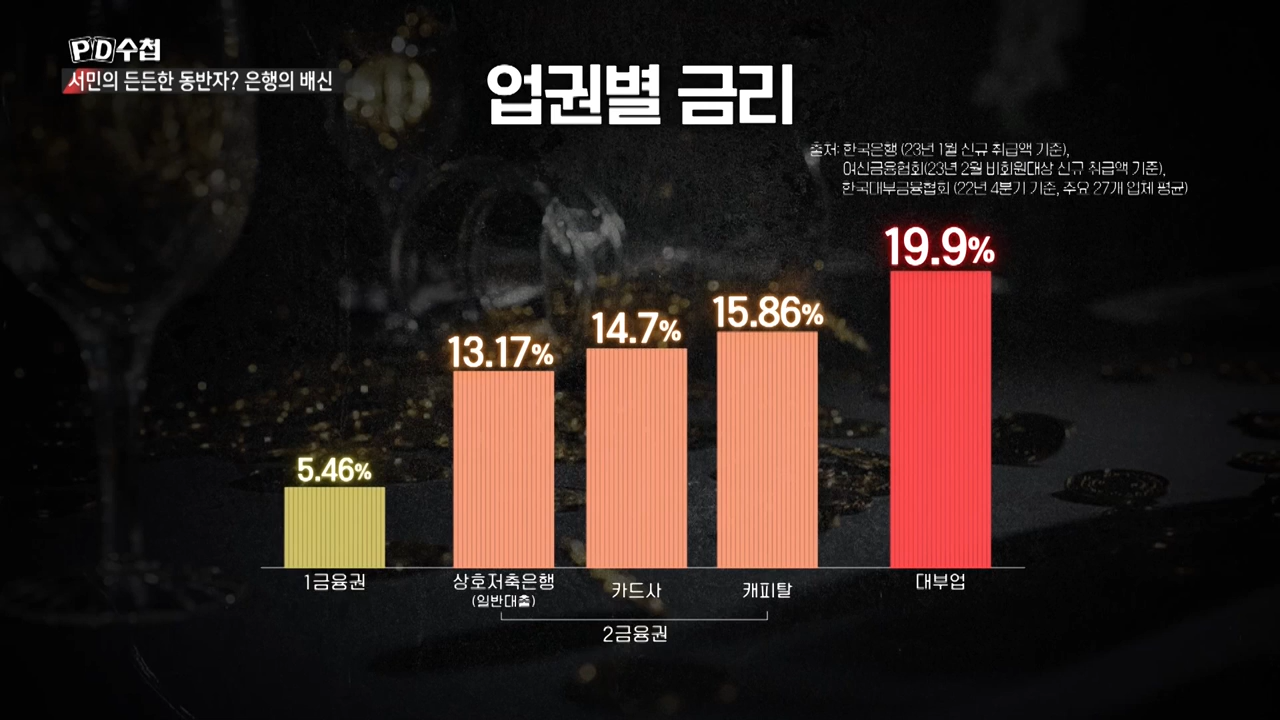 PD수첩
서민의 든든한 동반자? 은행의 배신
업권별 금리
출처: 한국은행 (23년 1월 신규 취급액 기준),
여신금융협회(23년 2월 비회원대상 신규 취급액 기준),
한국대부금융협회 (22년 4분기 기준, 주요 27개 업체 평균)
5.46%
13.17%
14.7%
15.86%
19.9%
1금융권
상호저축은행
(일반대출)
카드사
캐피탈
대부업
2금융권